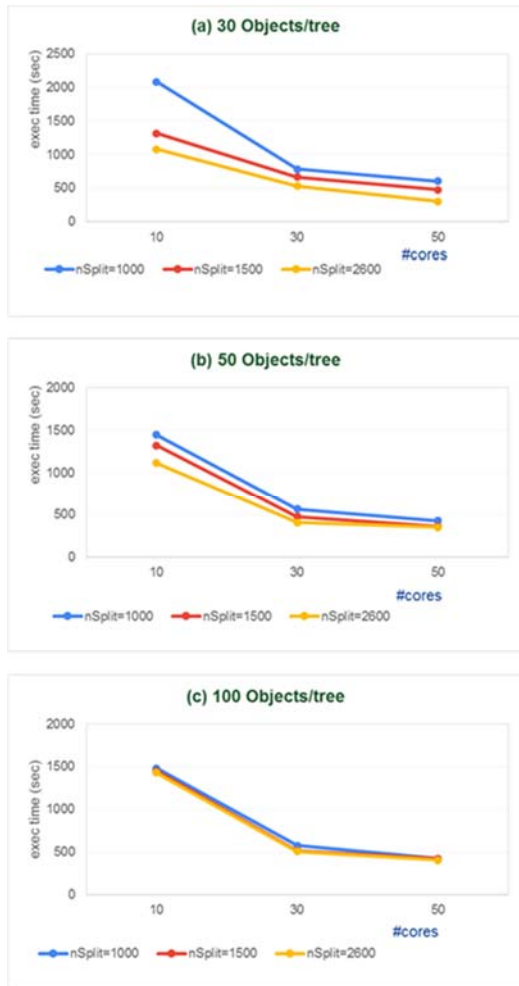 (a) 30 Objects/tree
exec time (sec)
2500
2000
1500
1000
500
0
10 30 50
#cores
nSplit=1000 nSplit=1500 nSplit=2600
(b) 50 Objects/tree
exec time (sec)
2000
1500
1000
500
0
10 30 50
#cores
nSplit=1000 nSplit=1500 nSplit=2600
(c) 100 Objects/tree
exec time (sec)
2000
1500
1000
500
0
10 30 50
#cores
nSplit=1000 nSplit=1500 nSplit=2600